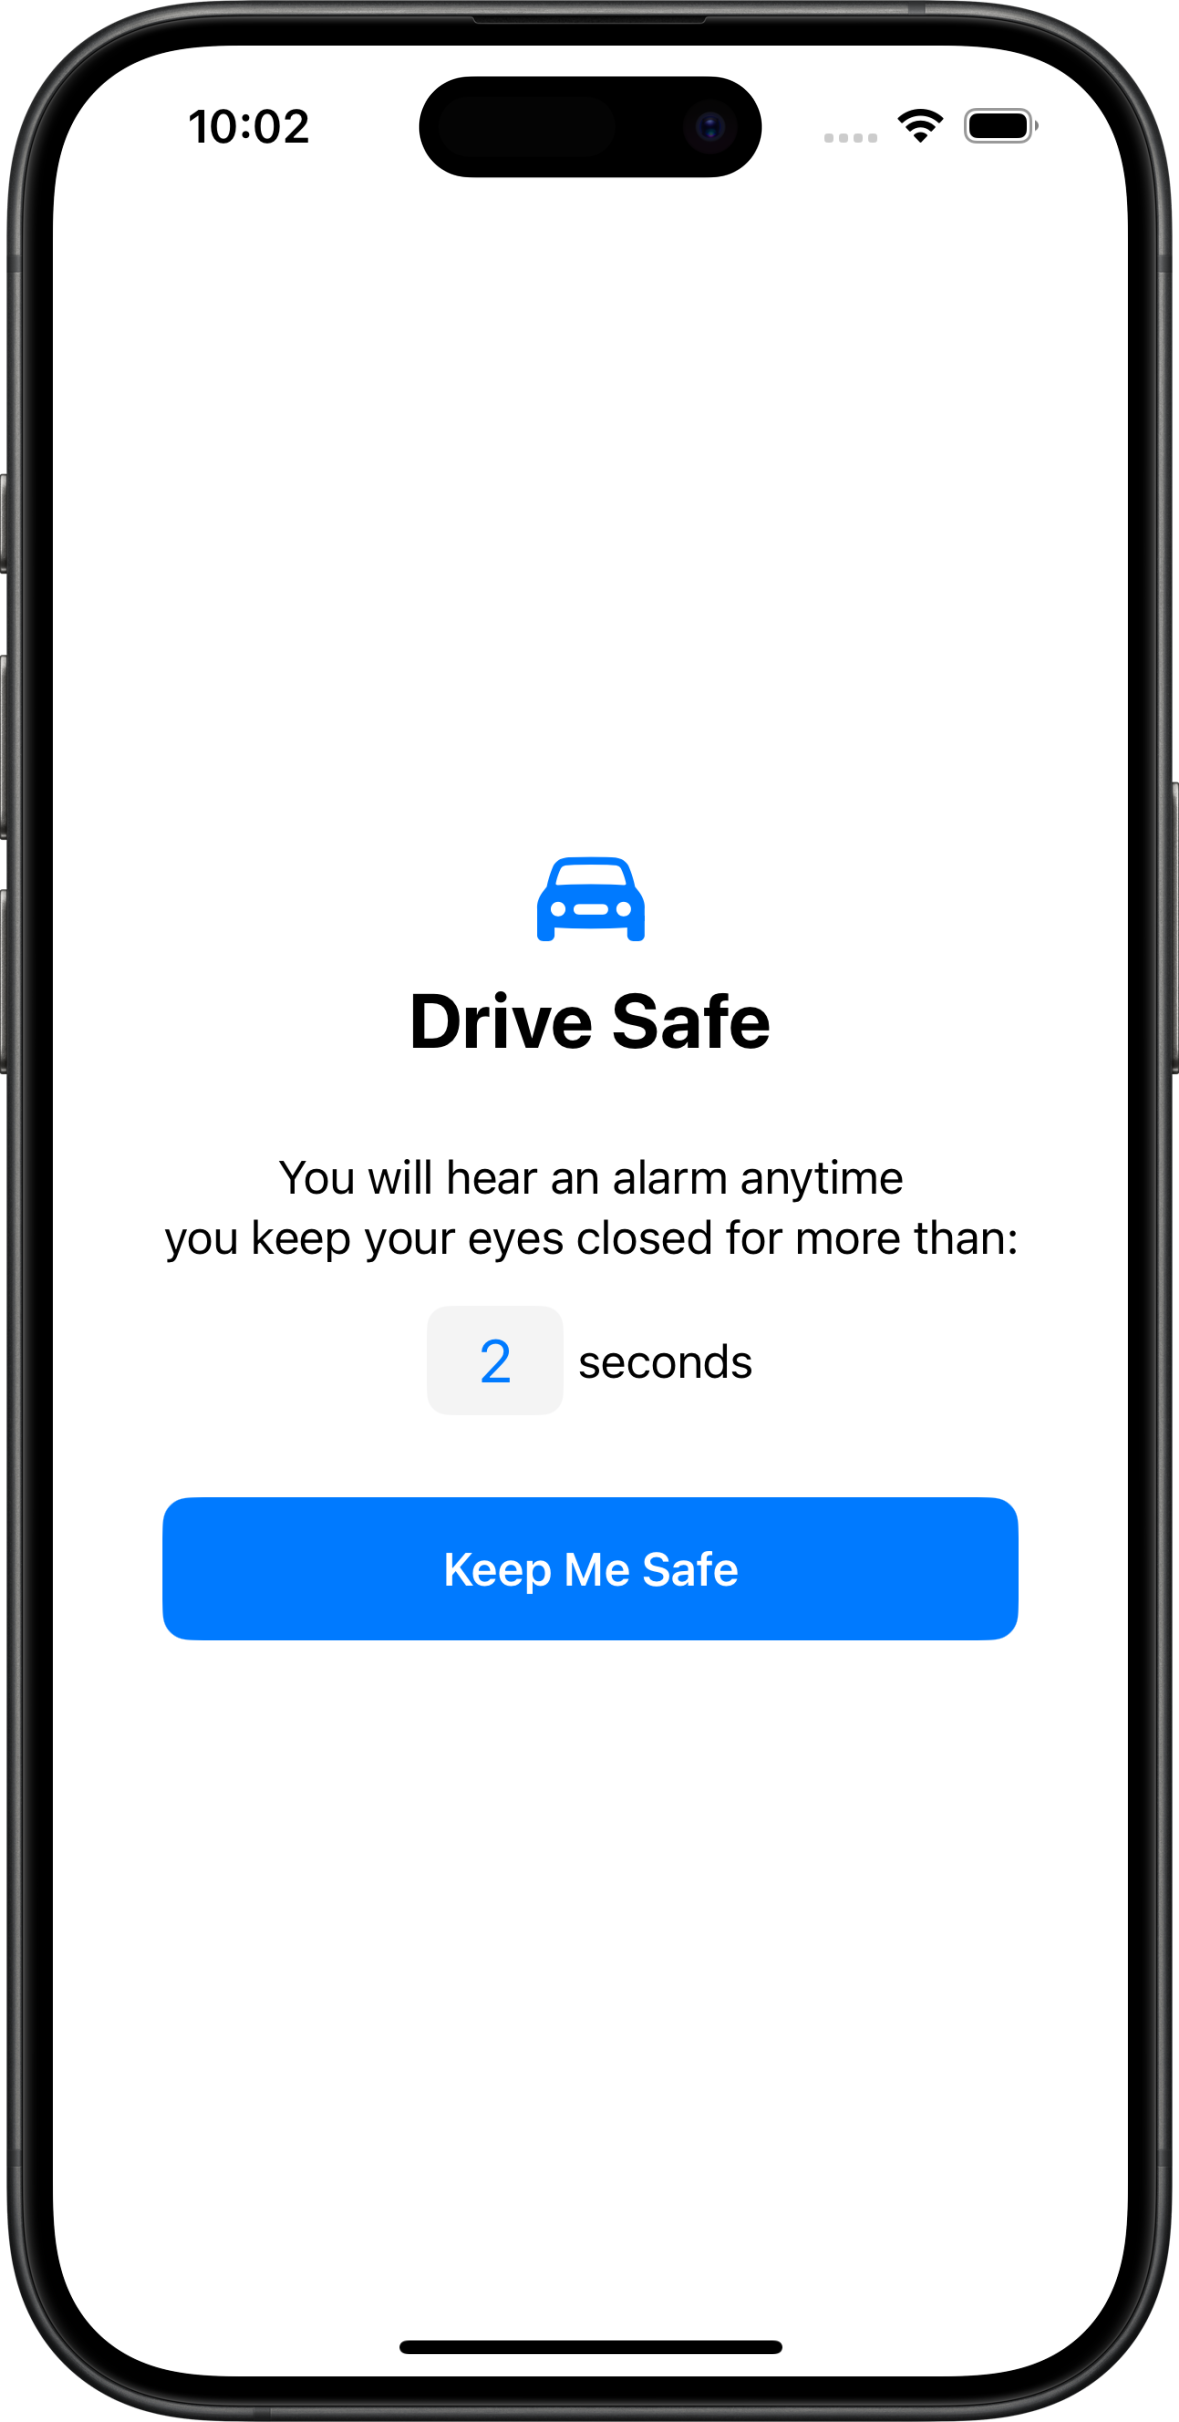 10:02
Drive Safe
You will hear an alarm anytime
you keep your eyes closed for more than:
2 seconds
Keep Me Safe